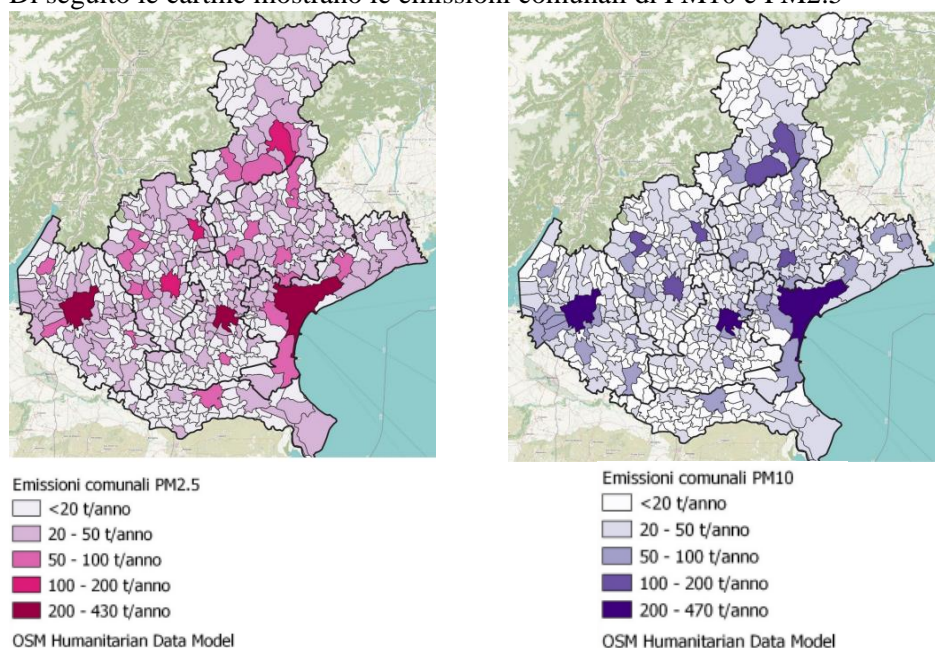 Di seguito le cartine mostrano le emissioni comunali di PM10 e PM2.5
Emissioni comunali PM2.5
<20 t/anno
20 - 50 t/anno
50 - 100 t/anno
100 - 200 t/anno
200 - 430 t/anno
OSM Humanitarian Data Model
Emissioni comunali PM10
<20 t/anno
20 - 50 t/anno
50 - 100 t/anno
100 - 200 t/anno
200 - 470 t/anno
OSM Humanitarian Data Model